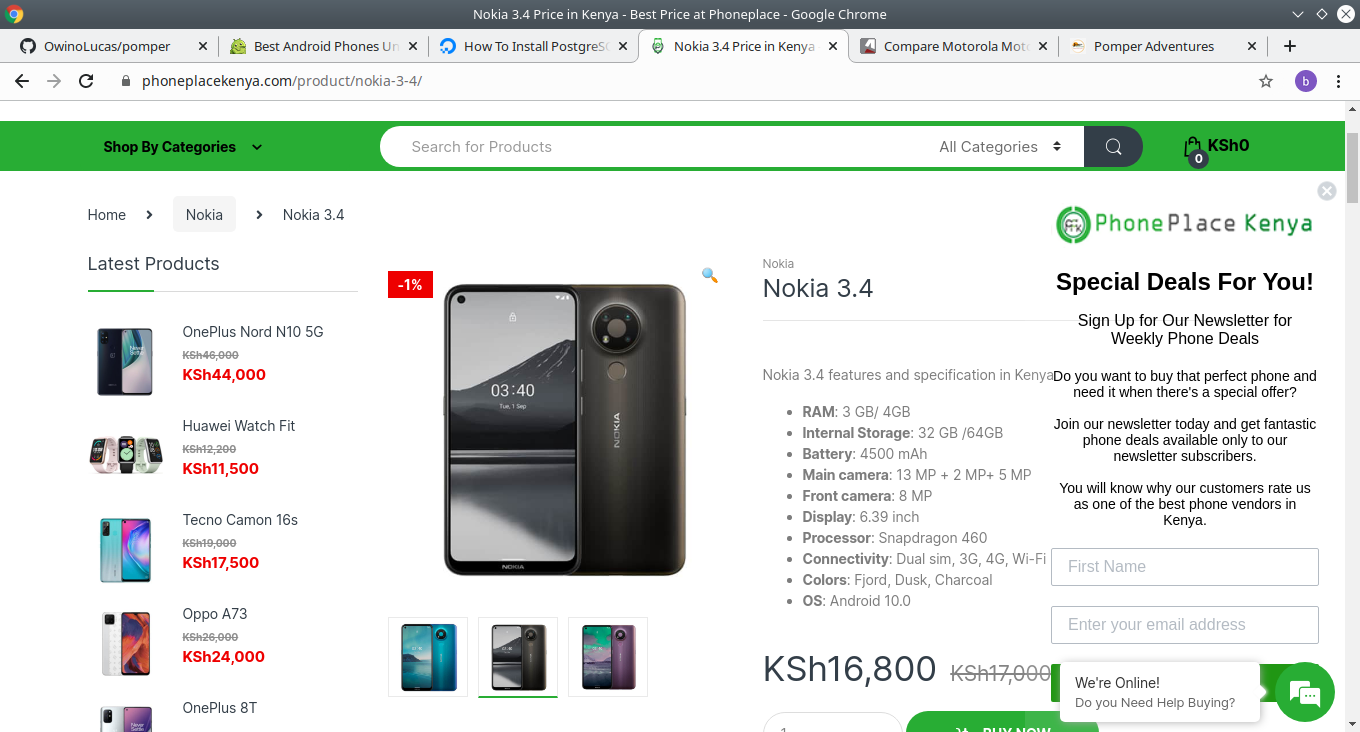 Nokia 3.4 Price in Kenya - Best Price at Phoneplace - Google Chrome
OwinoLucas/pomper
Best Android Phones Un
How To Install PostgreSQ
Nokia 3.4 Price in Kenya -
Compare Motorola Moto
Pomper Adventures
phoneplacekenya.com/product/nokia-3-4/
b
Shop By Categories
Search for Products
All Categories
0
KSh0
Home
Nokia
Nokia 3.4
Latest Products
OnePlus Nord N10 5G
KSh46,000
KSh44,000
Huawei Watch Fit
KSh12,200
KSh11,500
Tecno Camon 16s
KSh19,000
KSh17,500
Oppo A73
KSh26,000
KSh24,000
OnePlus 8T
-1%
03:40
Tue, 1 Sep
NOKIA
NOKIA
Nokia
Nokia 3.4
Nokia 3.4 features and specification in Kenya
RAM: 3 GB/ 4GB
Internal Storage: 32 GB /64GB
Battery: 4500 mAh
Main camera: 13 MP + 2 MP+ 5 MP
Front camera: 8 MP
Display: 6.39 inch
Processor: Snapdragon 460
Connectivity: Dual sim, 3G, 4G, Wi-Fi
Colors: Fjord, Dusk, Charcoal
OS: Android 10.0
KSh16,800 KSh17,000
1
BUY NOW
Phone Place Kenya
Special Deals For You!
Sign Up for Our Newsletter for
Weekly Phone Deals
Do you want to buy that perfect phone and
need it when there's a special offer?
Join our newsletter today and get fantastic
phone deals available only to our
newsletter subscribers.
You will know why our customers rate us
as one of the best phone vendors in
Kenya.
First Name
Enter your email address
We're Online!
Do you Need Help Buying?